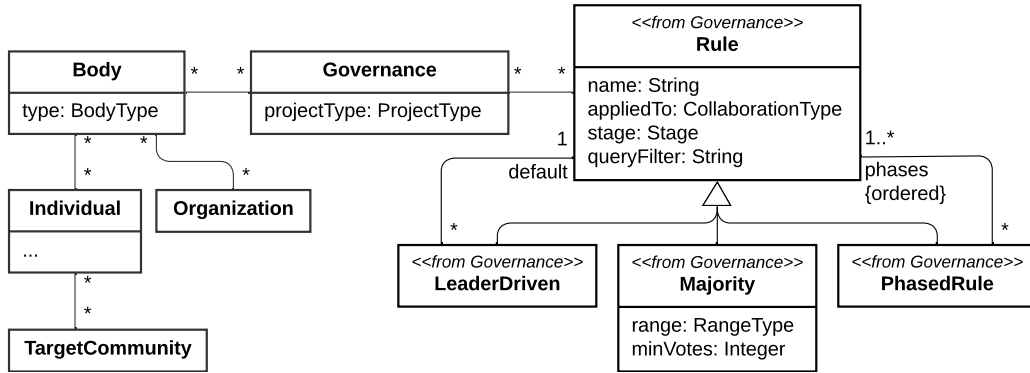 <<from Governance>>
Rule
name: String
appliedTo: CollaborationType
stage: Stage
queryFilter: String
Body
type: BodyType
* *
Governance
projectType: ProjectType
* *
* *
* *
Individual
...
Organization
* 
*
TargetCommunity
1
default
*
1..*
phases
{ordered}
*
<<from Governance>>
LeaderDriven
<<from Governance>>
Majority
range: RangeType
minVotes: Integer
<<from Governance>>
PhasedRule